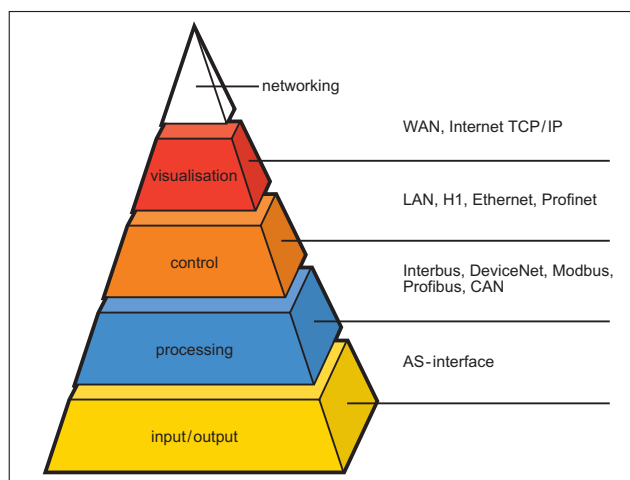 networking
WAN, Internet TCP/IP
visualisation
LAN, H1, Ethernet, Profinet
control
Interbus, DeviceNet, Modbus,
Profibus, CAN
processing
AS-interface
input/output